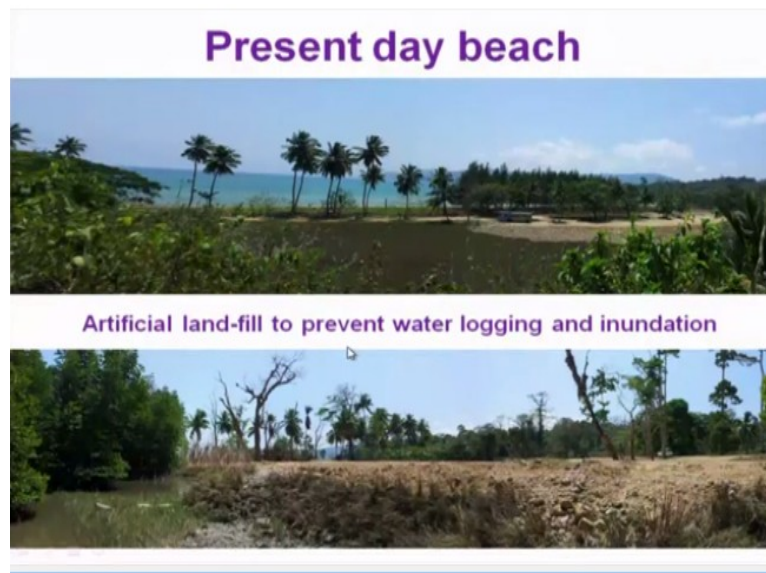 Present day beach
Artificial land-fill to prevent water logging and inundation